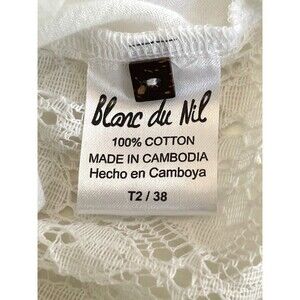 Blanc du Nil
100% COTTON
MADE IN CAMBODIA
Hecho en Camboya
T2 / 38